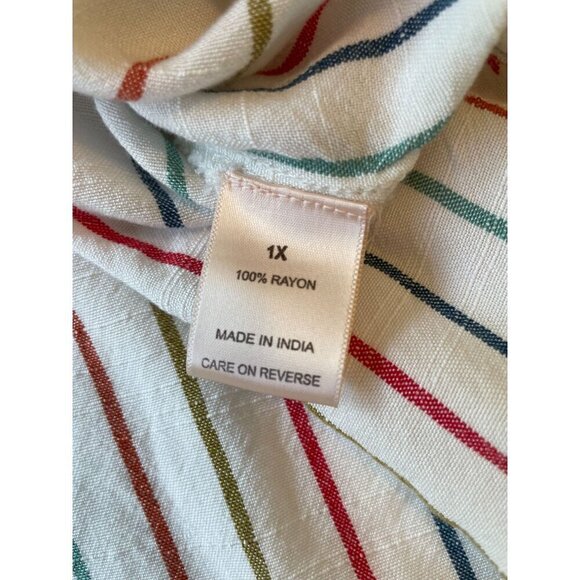 1X
100% RAYON
MADE IN INDIA
CARE ON REVERSE